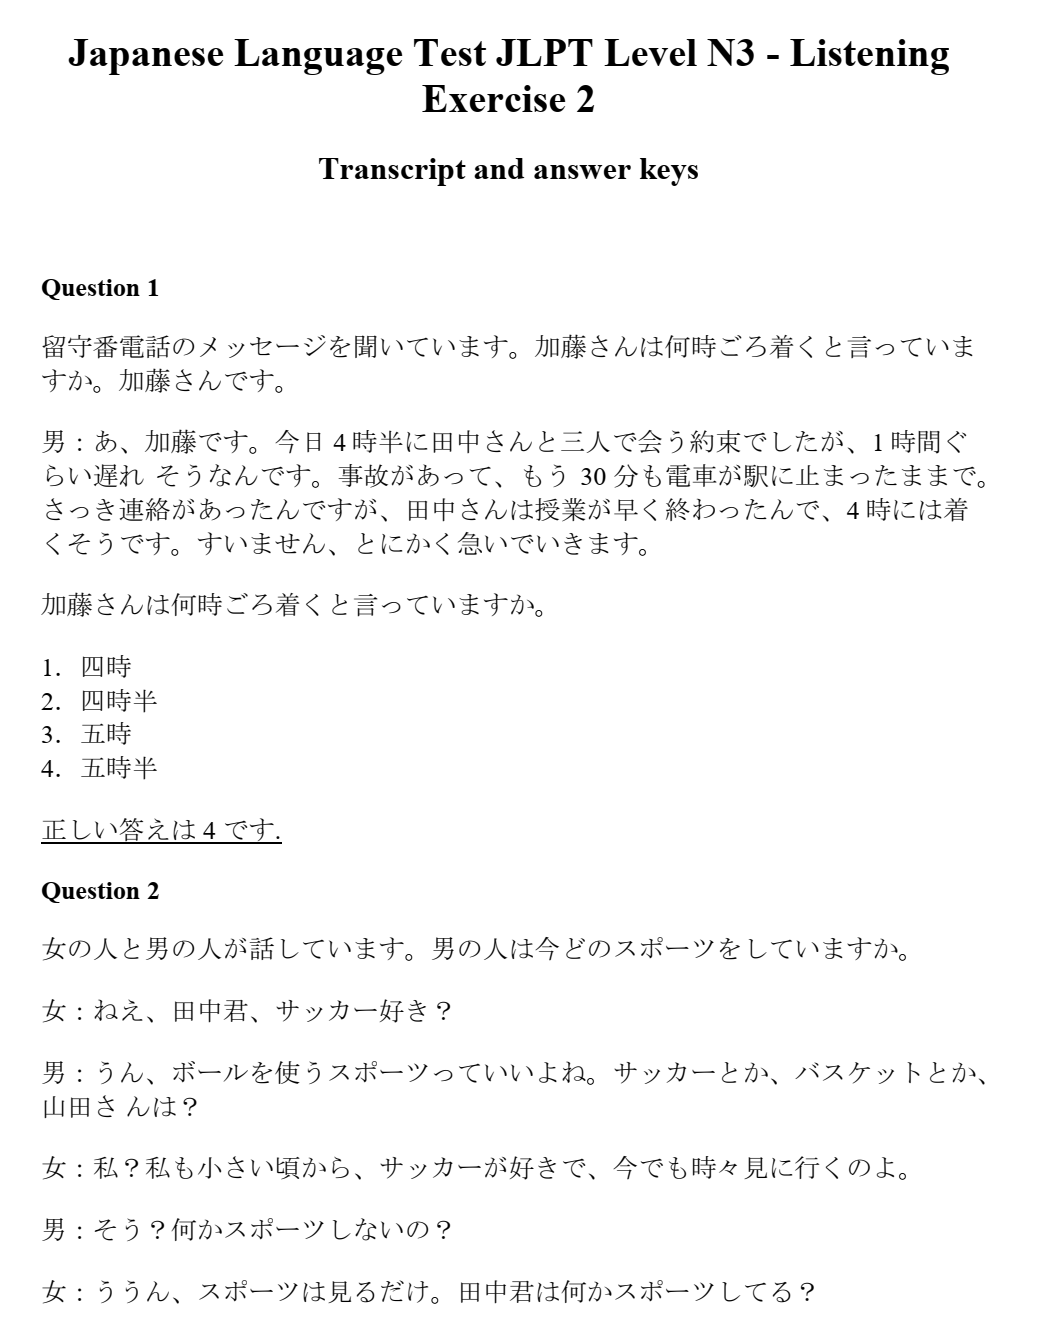 Japanese Language Test JLPT Level N3 - Listening
Exercise 2
Transcript and answer keys
Question 1
留守番電話のメッセージを聞いています。加藤さんは何時ごろ着くと言っていま
すか。加藤さんです。
男：あ、加藤です。今日 4 時半に田中さんと三人で会う約束でしたが、1 時間ぐ
らい遅れ そうなんです。事故があって、もう 30 分も電車が駅に止まったままで。
さっき連絡があったんですが、田中さんは授業が早く終わったんで、4 時には着
くそうです。すいません、とにかく急いでいきます。
加藤さんは何時ごろ着くと言っていますか。
1. 四時
2. 四時半
3. 五時
4. 五時半
正しい答えは 4 です.
Question 2
女の人と男の人が話しています。男の人は今どのスポーツをしていますか。
女：ねえ、田中君、サッカー好き？
男：うん、ボールを使うスポーツっていいよね。サッカーとか、バスケットとか、
山田さ んは？
女：私？私も小さい頃から、サッカーが好きで、今でも時々見に行くのよ。
男：そう？何かスポーツしないの？
女：ううん、スポーツは見るだけ。田中君は何かスポーツしてる？